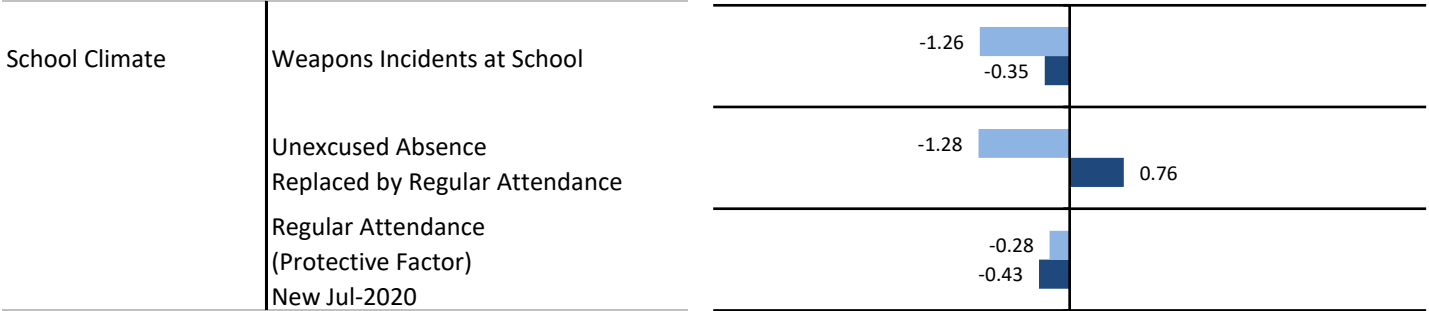 School Climate
Weapons Incidents at School
-1.26
-0.35
Unexcused Absence
Replaced by Regular Attendance
-1.28
0.76
Regular Attendance
(Protective Factor)
New Jul-2020
-0.28
-0.43